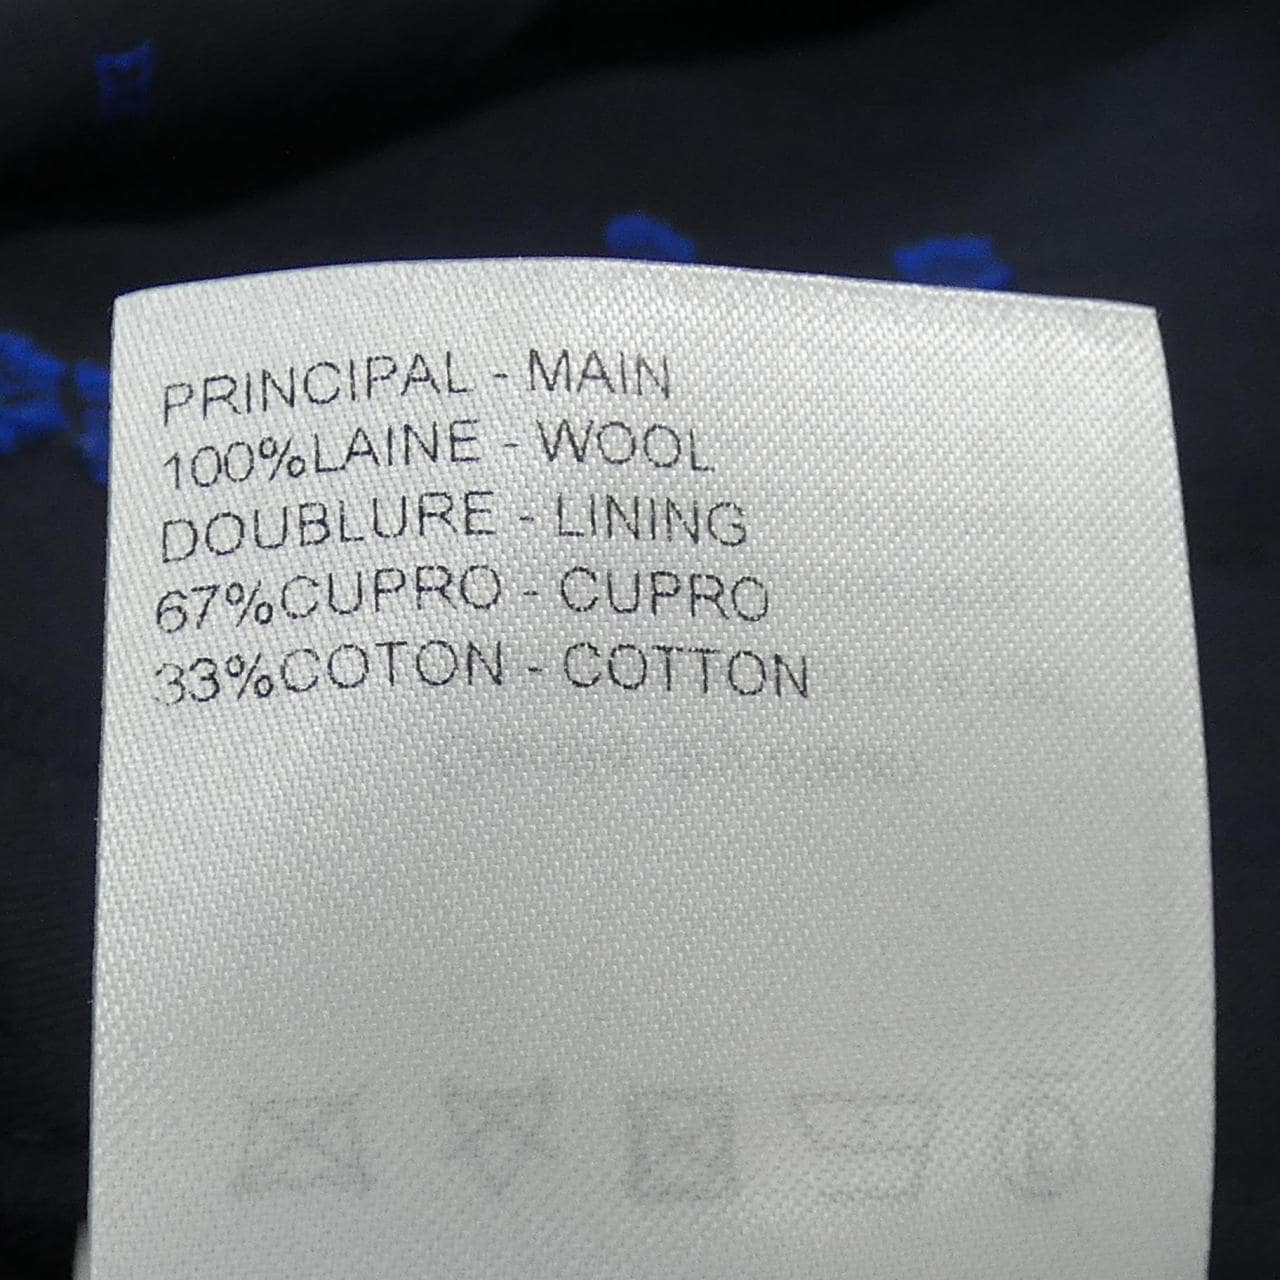 PRINCIPAL - MAIN
100%LAINE - WOOL
DOUBLURE - LINING
67%CUPRO - CUPRO
33%COTON - COTTON